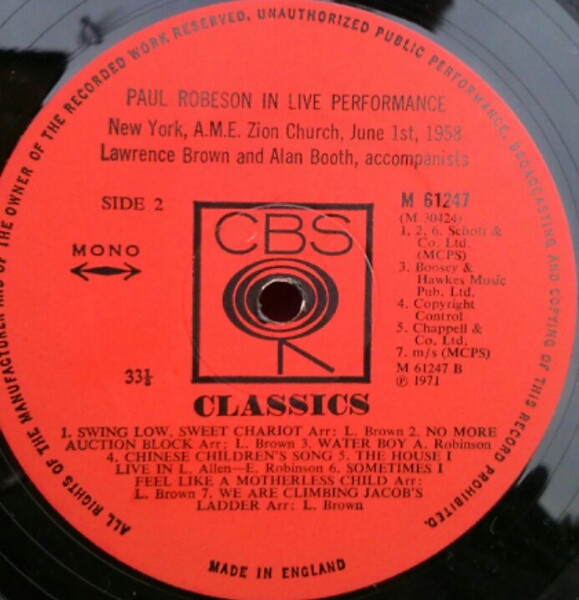 ALL RIGHTS OF THE MANUFACTURER AND OF THE OWNER OF THE RECORDED WORK RESERVED. UNAUTHORIZED PUBLIC PERFORMANCE, BROADCASTING AND COPYING OF THIS RECORD PROHIBITED.
PAUL ROBESON IN LIVE PERFORMANCE
New York, A.M.E. Zion Church, June 1st, 1958
Lawrence Brown and Alan Booth, accompanists
SIDE 2
MONO
33⅓
CBS
M 61247
(M 30424)
1, 2, 6. Schott &
Co. Ltd.
(MCPS)
3. Boosey &
Hawkes Music
Pub. Ltd.
4. Copyright
Control
5. Chappell &
Co. Ltd.
7. m/s (MCPS)
M 61247 B
℗ 1971
CLASSICS
1. SWING LOW, SWEET CHARIOT Arr: L. Brown 2. NO MORE
AUCTION BLOCK Arr: L. Brown 3. WATER BOY A. Robinson
4. CHINESE CHILDREN'S SONG 5. THE HOUSE I
LIVE IN L. Allen—E. Robinson 6. SOMETIMES I
FEEL LIKE A MOTHERLESS CHILD Arr:
L. Brown 7. WE ARE CLIMBING JACOB'S
LADDER Arr: L. Brown
MADE IN ENGLAND